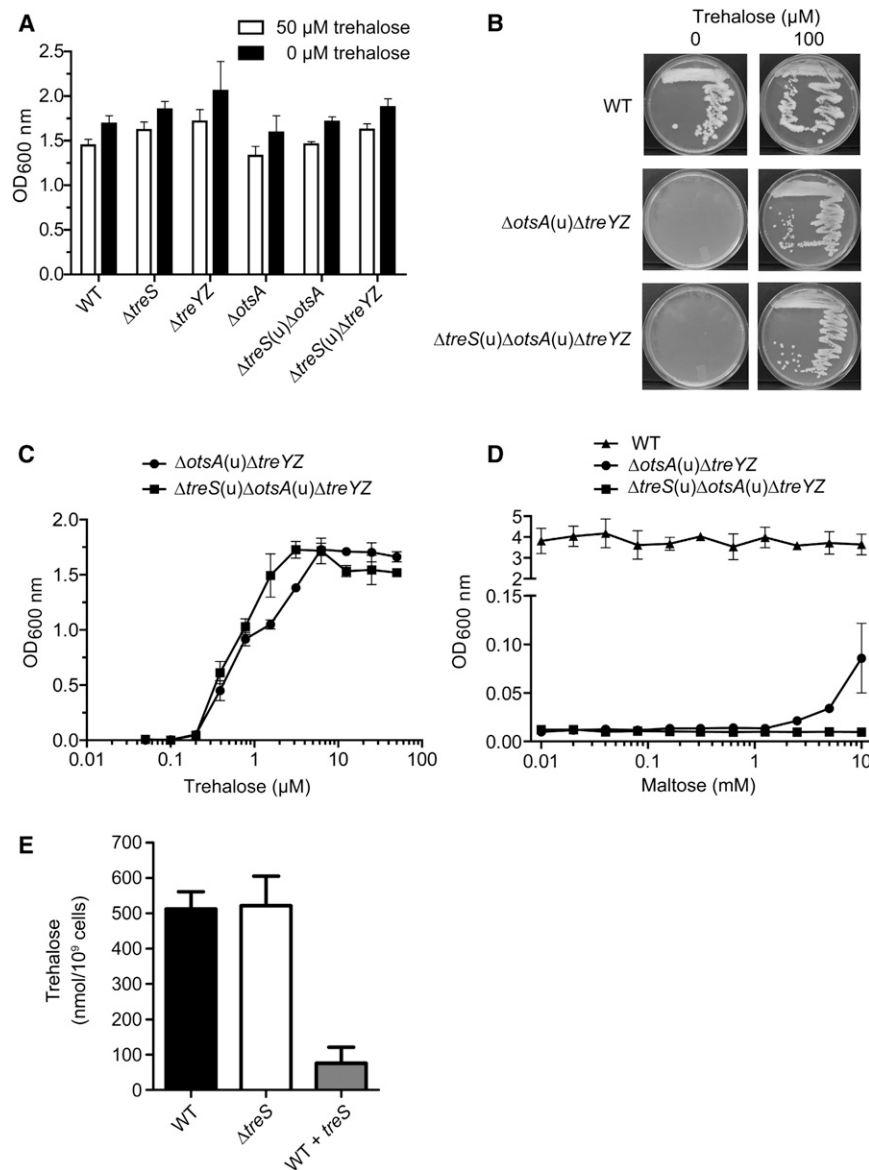 A
50 µM trehalose
0 µM trehalose
OD600 nm
2.5
2.0
1.5
1.0
0.5
0.0
WT
ΔtreS
ΔtreYZ
ΔotsA
ΔtreS(u)ΔotsA
ΔtreS(u)ΔtreYZ
B
Trehalose (µM)
0 100
WT
ΔotsA(u)ΔtreYZ
ΔtreS(u)ΔotsA(u)ΔtreYZ
C
ΔotsA(u)ΔtreYZ
ΔtreS(u)ΔotsA(u)ΔtreYZ
OD600 nm
2.0
1.5
1.0
0.5
0.0
0.01 0.1 1 10 100
Trehalose (µM)
D
WT
ΔotsA(u)ΔtreYZ
ΔtreS(u)ΔotsA(u)ΔtreYZ
OD600 nm
5
4
3
2
0.10
0.05
0.00
0.01 0.1 1 10
Maltose (mM)
E
Trehalose
(nmol/10⁹ cells)
700
600
500
400
300
200
100
0
WT
ΔtreS
WT + treS